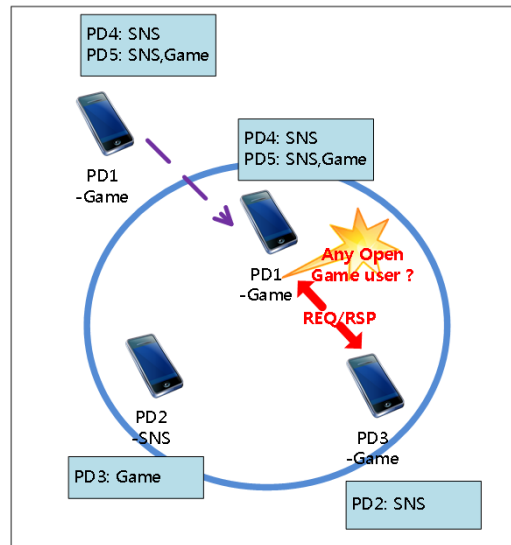 PD4: SNS
PD5: SNS,Game
PD1
-Game
PD4: SNS
PD5: SNS,Game
Any Open
Game user ?
PD1
-Game
REQ/RSP
PD2
-SNS
PD3
-Game
PD3: Game
PD2: SNS